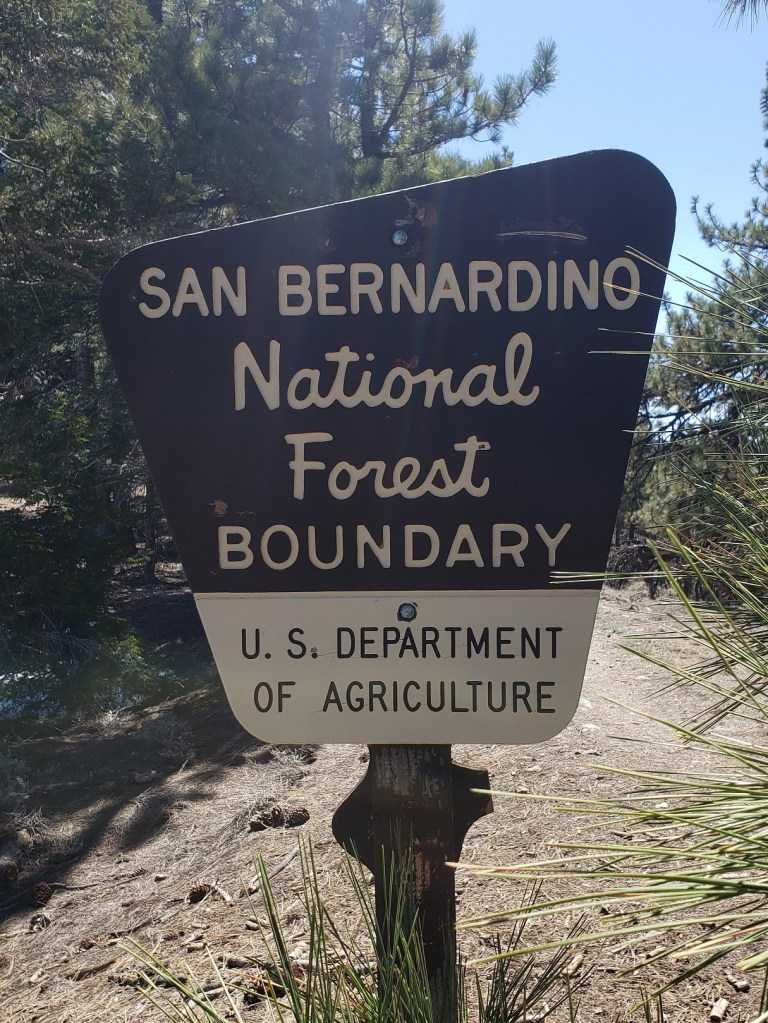 SAN BERNARDINO
National
Forest
BOUNDARY
U. S. DEPARTMENT
OF AGRICULTURE